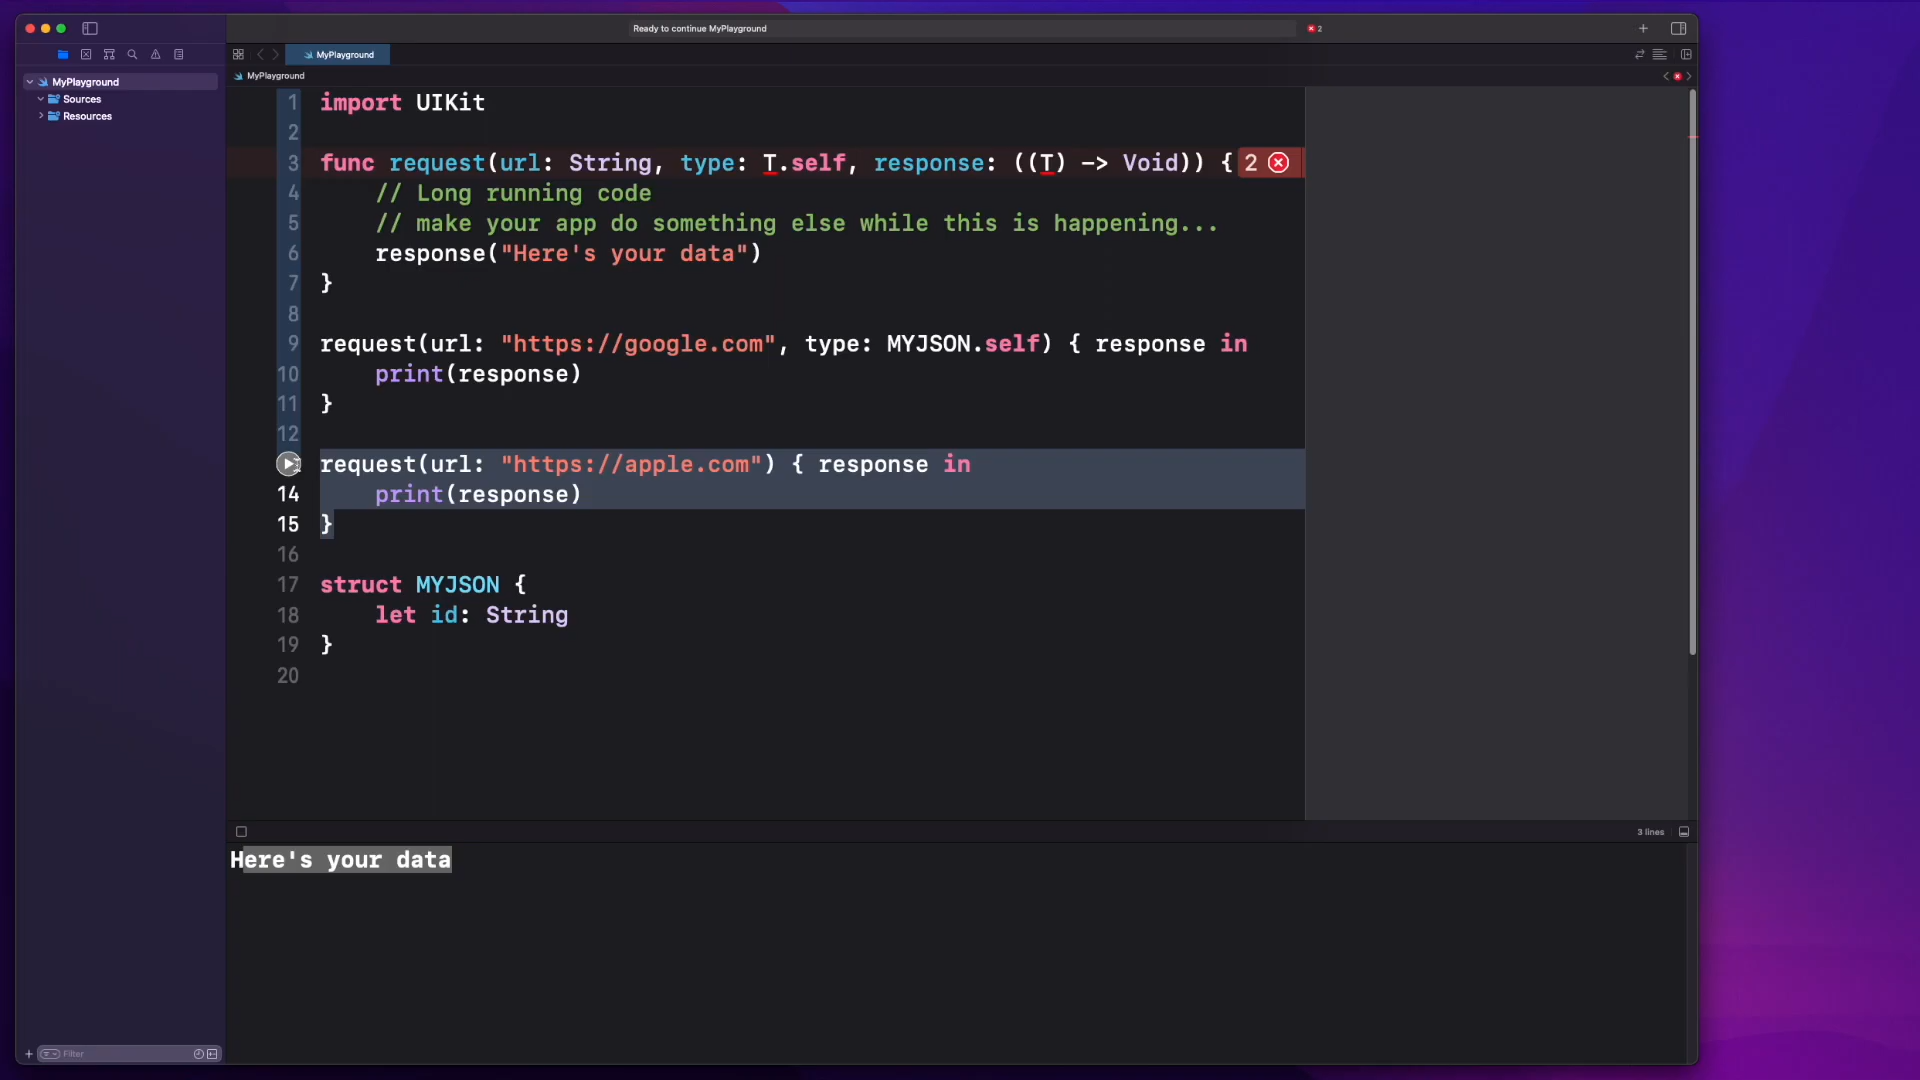 Ready to continue MyPlayground
2
MyPlayground
MyPlayground
MyPlayground
Sources
Resources
1 import UIKit
2
3 func request(url: String, type: T.self, response: ((T) -> Void)) { 2
4 // Long running code
5 // make your app do something else while this is happening...
6 response("Here's your data")
7 }
8
9 request(url: "https://google.com", type: MYJSON.self) { response in
10 print(response)
11 }
12
request(url: "https://apple.com") { response in
14 print(response)
15 }
16
17 struct MYJSON {
18 let id: String
19 }
20
3 lines
Here's your data
Filter